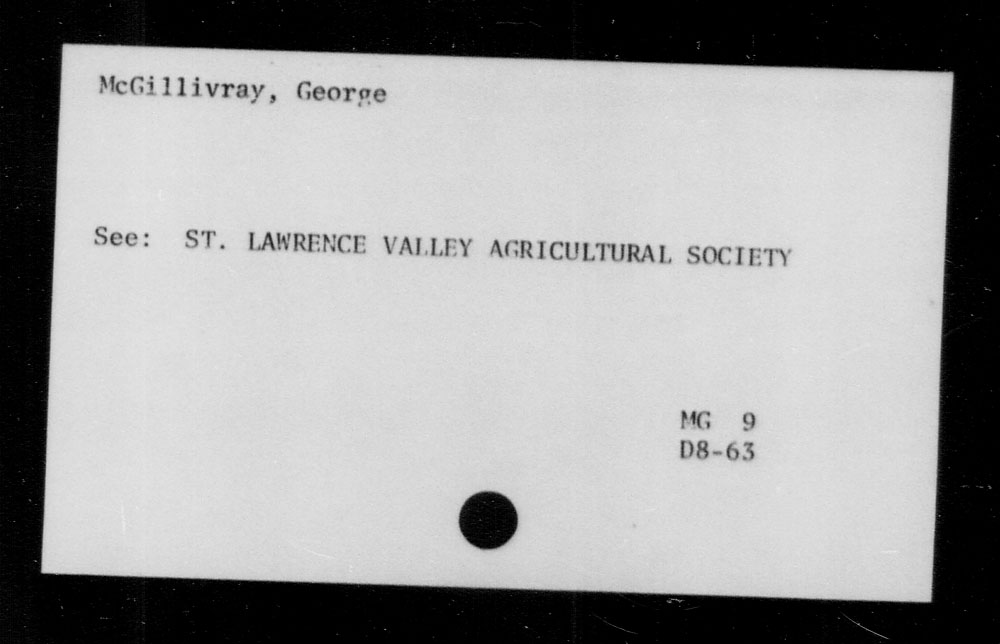 McGillivray, George
See: ST. LAWRENCE VALLEY AGRICULTURAL SOCIETY
MG 9
D8-63